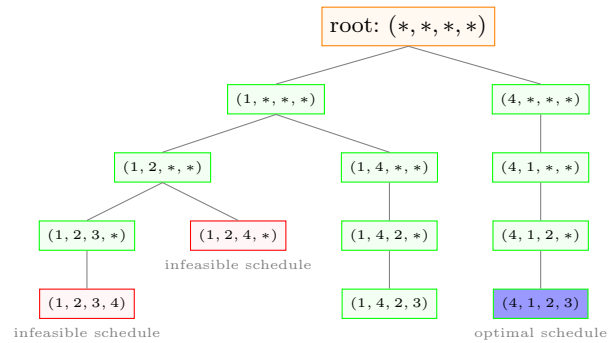 root: (∗, ∗, ∗, ∗)
(1, ∗, ∗, ∗)
(4, ∗, ∗, ∗)
(1, 2, ∗, ∗)
(1, 4, ∗, ∗)
(4, 1, ∗, ∗)
(1, 2, 3, ∗)
(1, 2, 4, ∗)
(1, 4, 2, ∗)
(4, 1, 2, ∗)
infeasible schedule
(1, 2, 3, 4)
(1, 4, 2, 3)
(4, 1, 2, 3)
infeasible schedule
optimal schedule